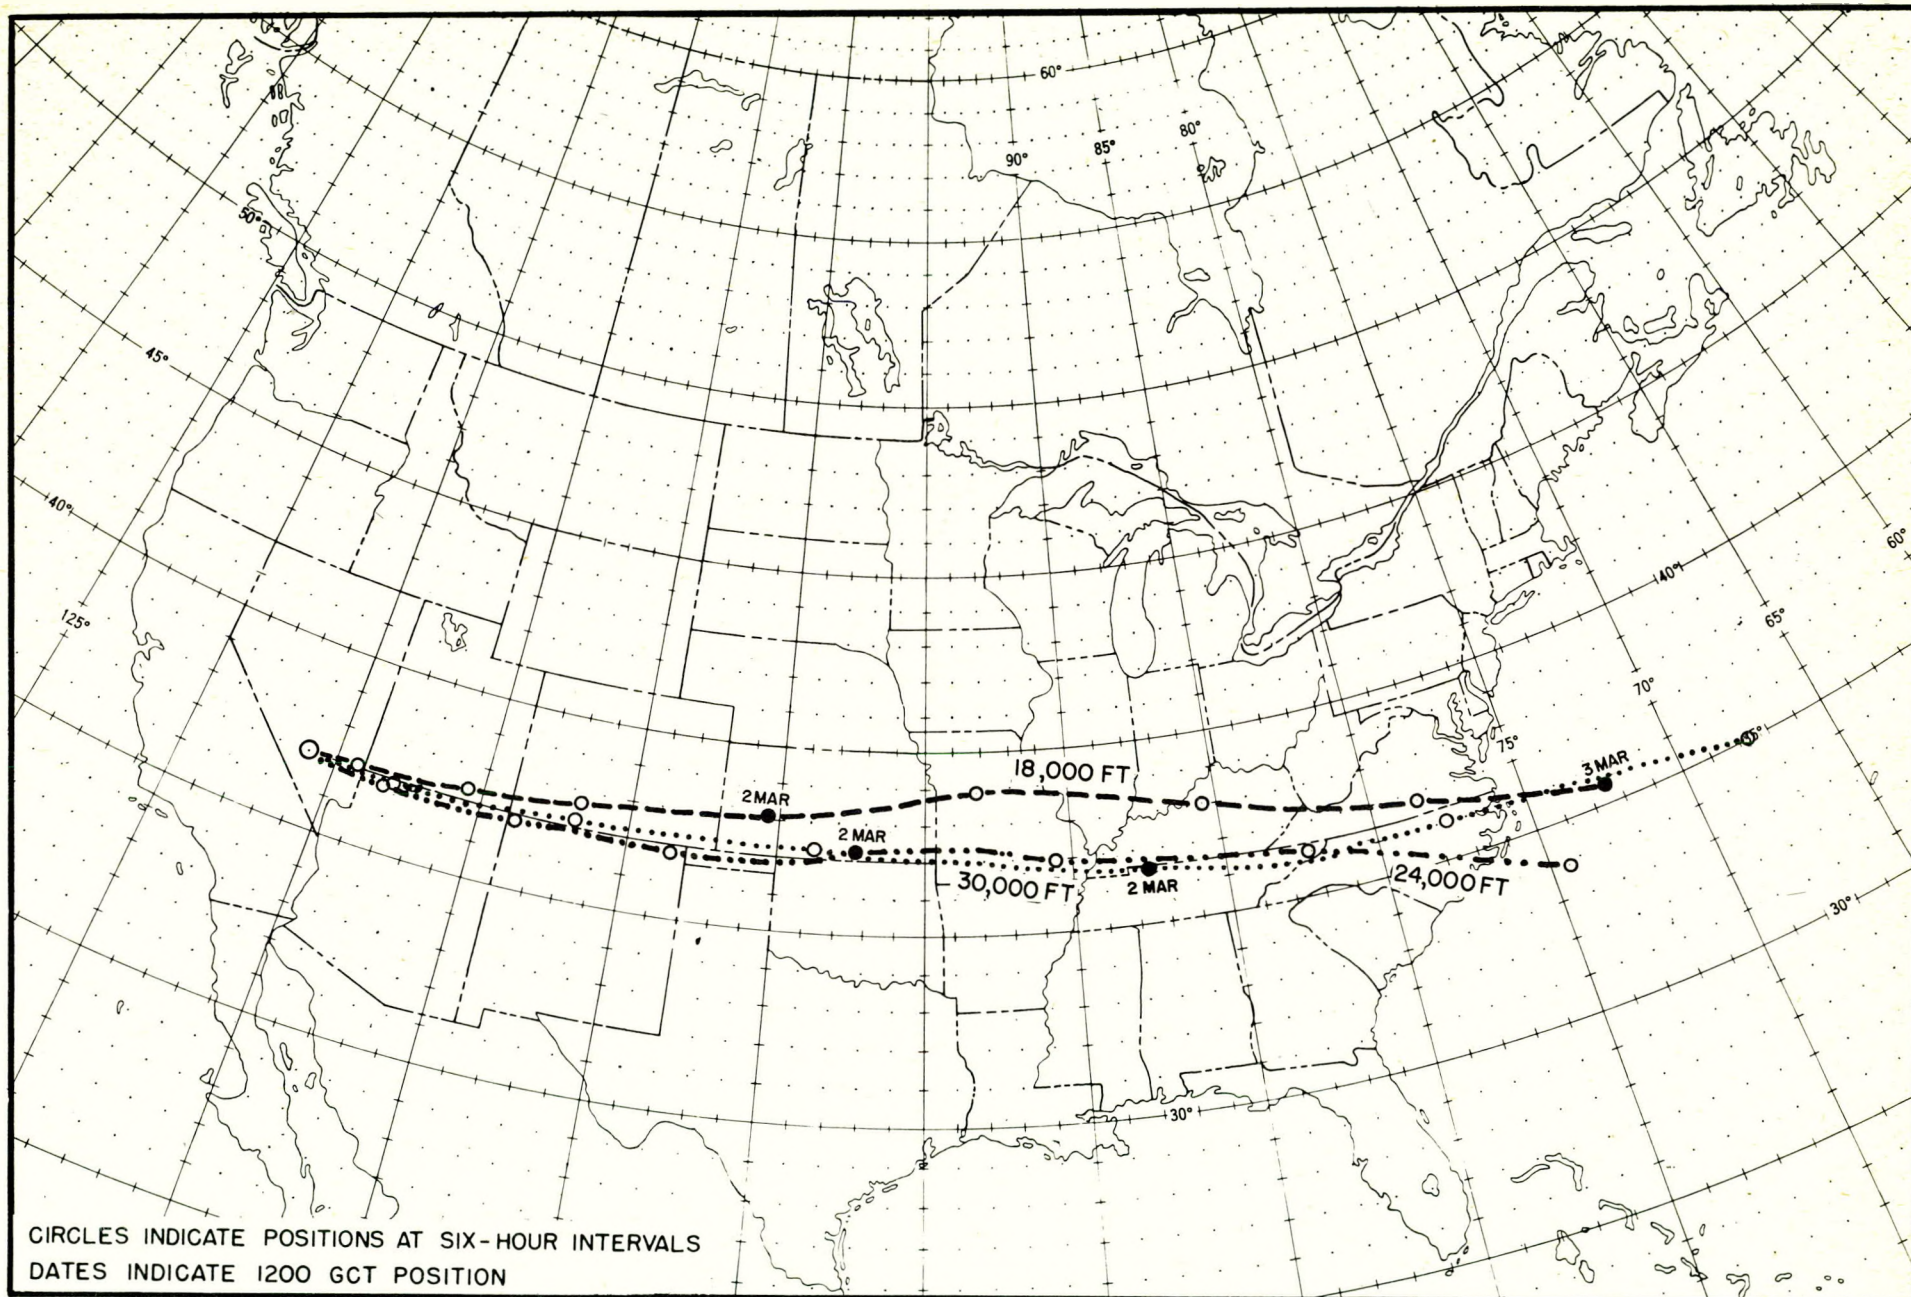 60°
90°
85°
80°
50°
45°
40°
60°
40°
125°
65°
70°
75°
35°
18,000 FT
3 MAR
2 MAR
2 MAR
30,000 FT
2 MAR
24,000 FT
30°
30°
CIRCLES INDICATE POSITIONS AT SIX-HOUR INTERVALS
DATES INDICATE 1200 GCT POSITION